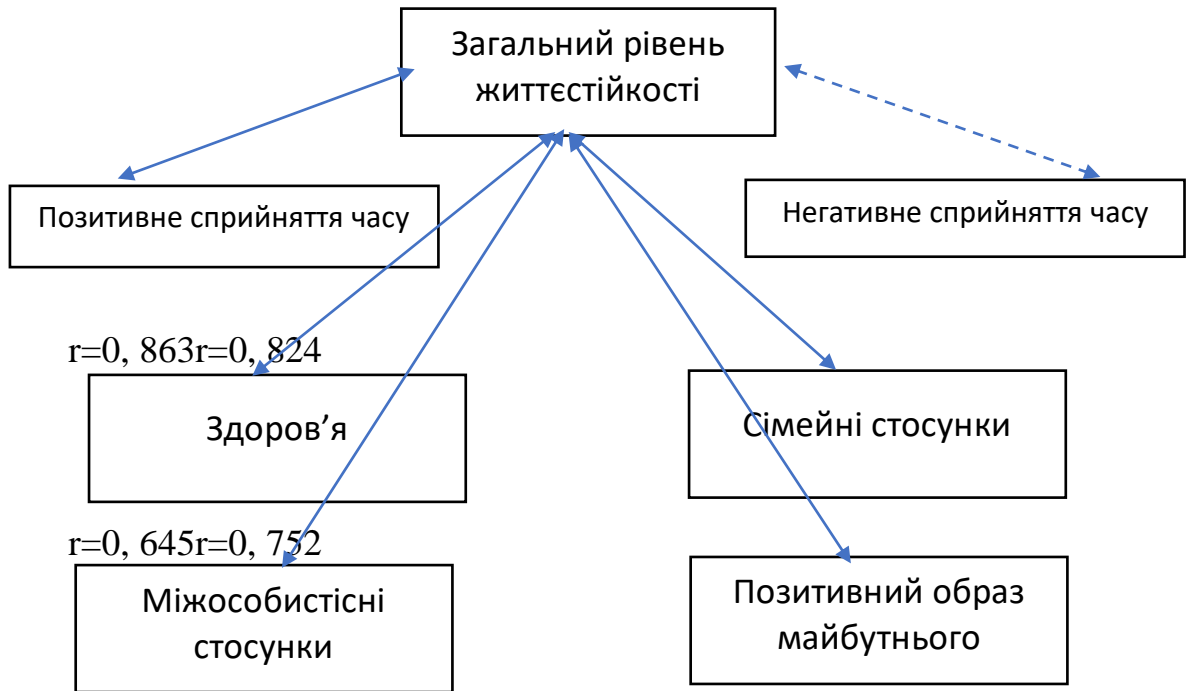 Загальний рівень
життєстійкості
Позитивне сприйняття часу
Негативне сприйняття часу
r=0, 863r=0, 824
Здоров’я
Сімейні стосунки
r=0, 645r=0, 752
Міжособистісні
стосунки
Позитивний образ
майбутнього